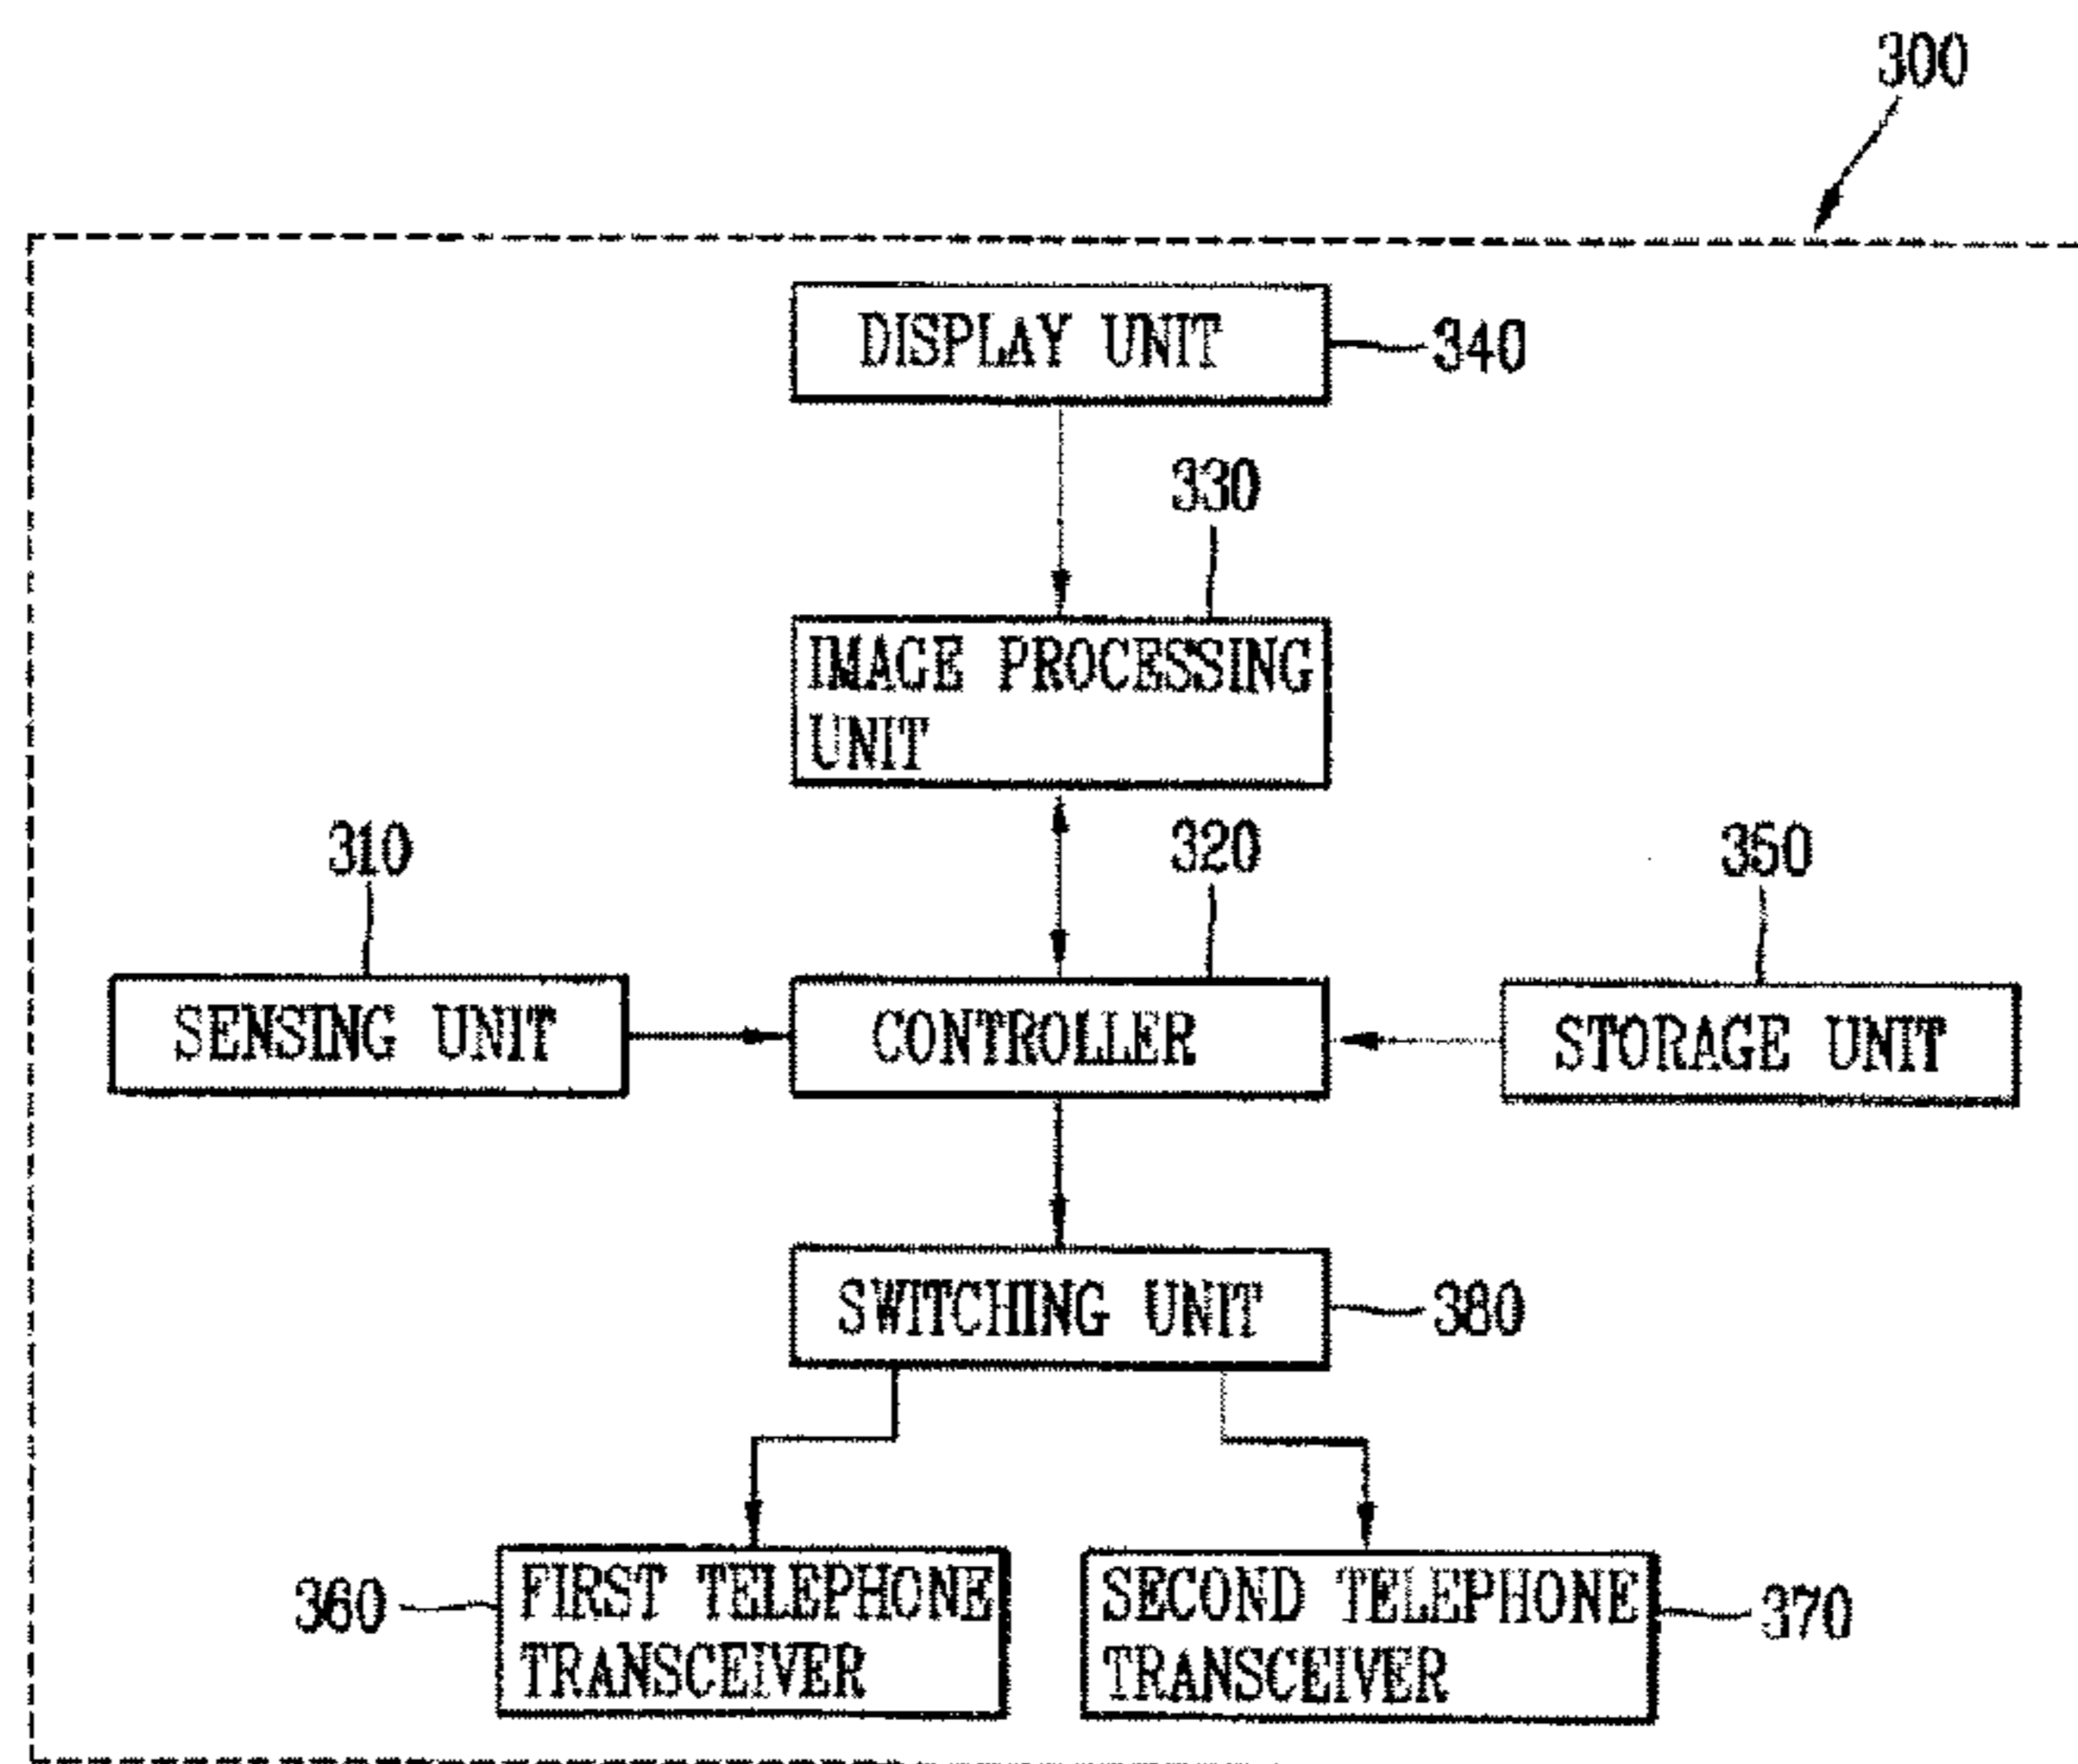 300
DISPLAY UNIT
340
330
IMAGE PROCESSING
UNIT
310
320
350
SENSING UNIT
CONTROLLER
STORAGE UNIT
SWITCHING UNIT
380
360
FIRST TELEPHONE
TRANSCEIVER
SECOND TELEPHONE
TRANSCEIVER
370